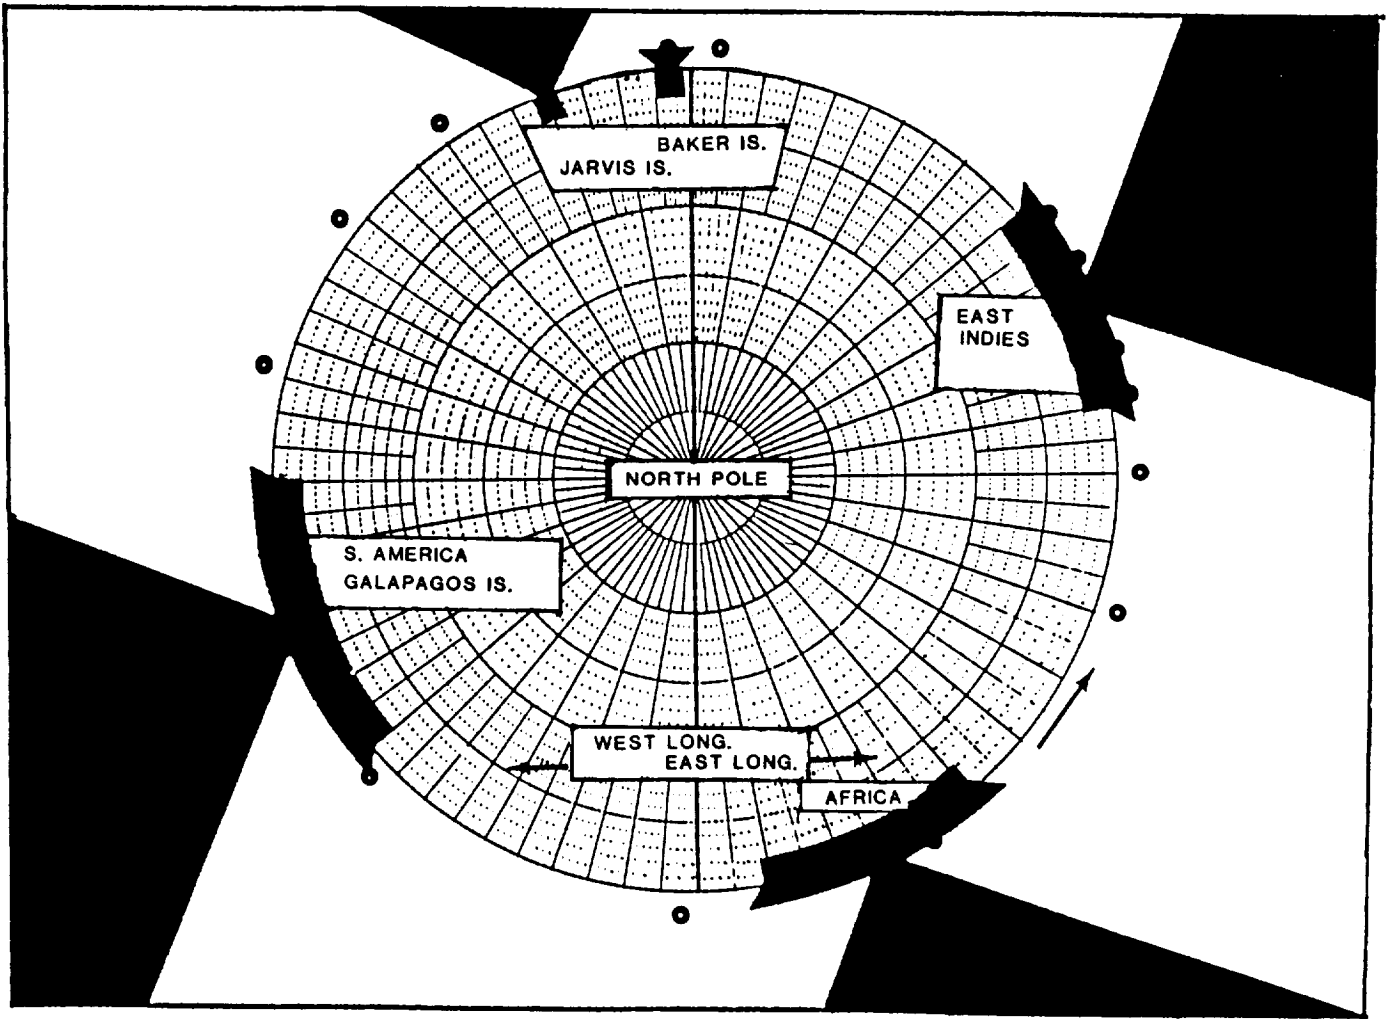 BAKER IS.
JARVIS IS.
EAST
INDIES
NORTH POLE
S. AMERICA
GALAPAGOS IS.
WEST LONG.
EAST LONG.
AFRICA